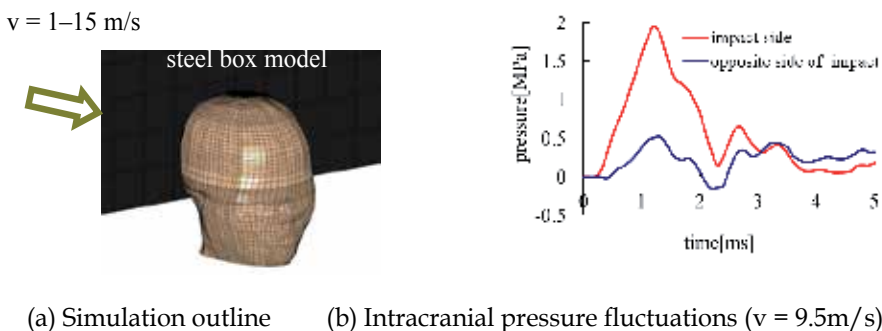 v = 1–15 m/s
steel box model
2
1.5
1
0.5
0
-0.5
pressure[MPa]
impact side
opposite side of impact
0 1 2 3 4 5
time[ms]
(a) Simulation outline (b) Intracranial pressure fluctuations (v = 9.5m/s)